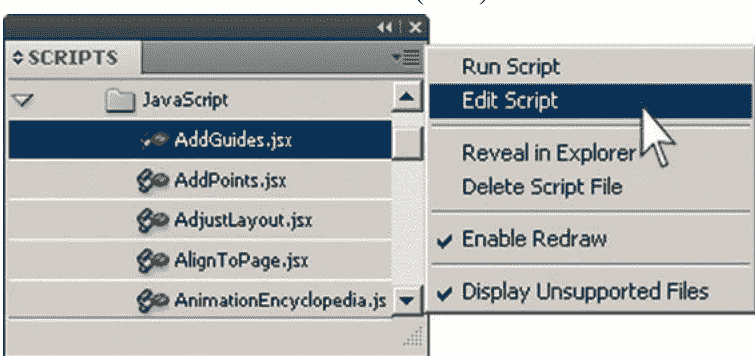 SCRIPTS
JavaScript
AddGuides.jsx
AddPoints.jsx
AdjustLayout.jsx
AlignToPage.jsx
AnimationEncyclopedia.js
Run Script
Edit Script
Reveal in Explorer
Delete Script File
Enable Redraw
Display Unsupported Files